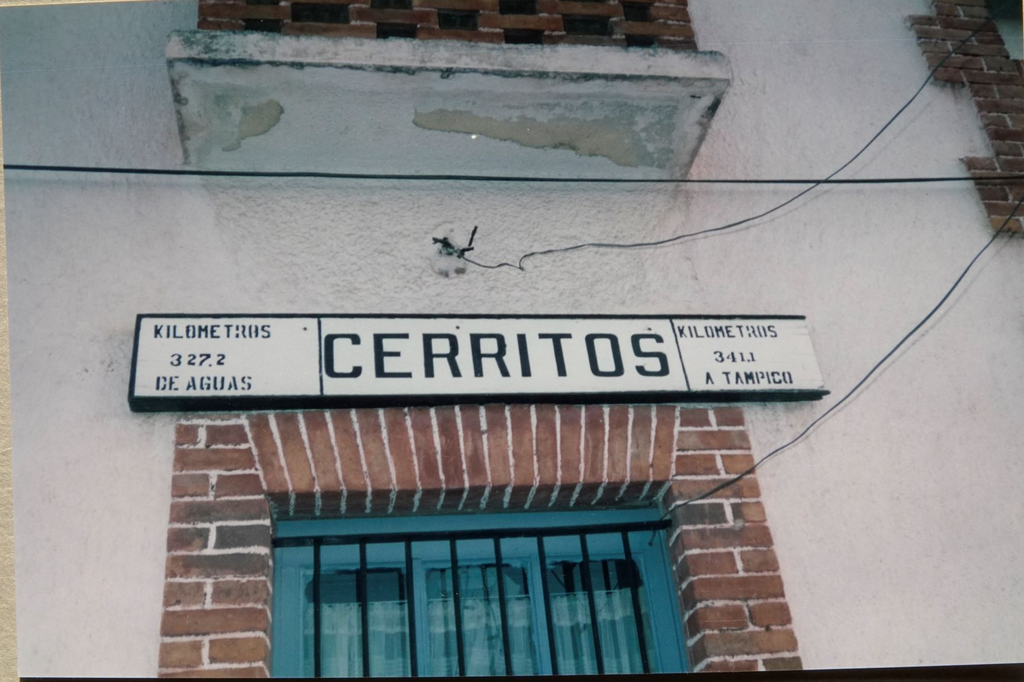 KILOMETROS
327.2
DE AGUAS
CERRITOS
KILOMETROS
341.1
A TAMPICO